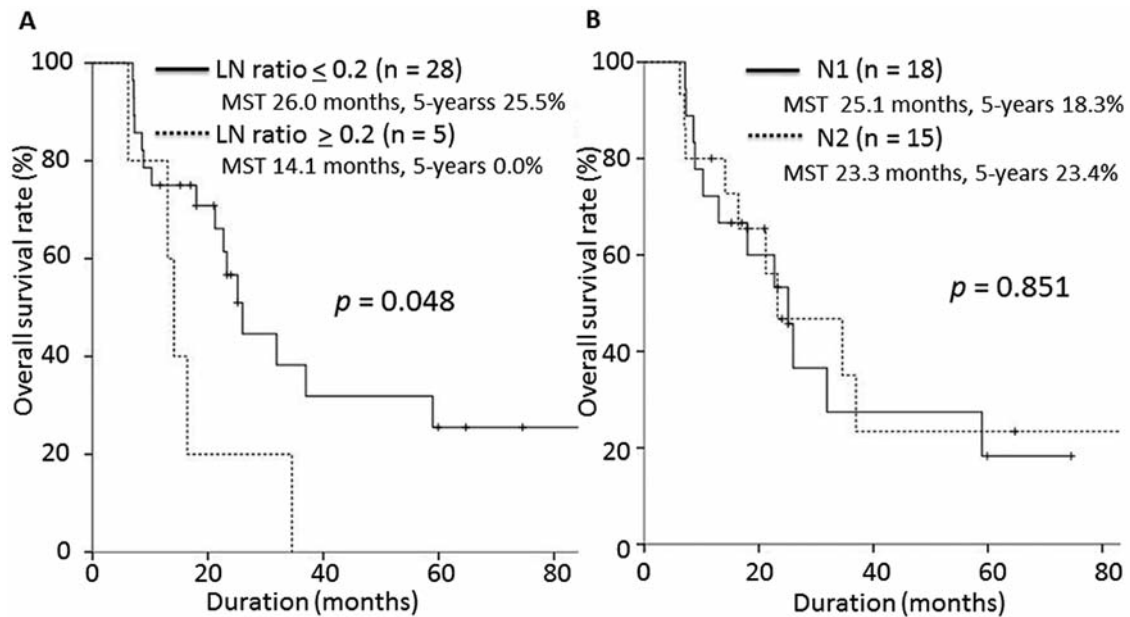 A
Overall survival rate (%)
100
80
60
40
20
0
LN ratio ≤ 0.2 (n = 28)
MST 26.0 months, 5-yearss 25.5%
LN ratio ≥ 0.2 (n = 5)
MST 14.1 months, 5-years 0.0%
p = 0.048
0 20 40 60 80
Duration (months)
B
Overall survival rate (%)
100
80
60
40
20
0
N1 (n = 18)
MST 25.1 months, 5-years 18.3%
N2 (n = 15)
MST 23.3 months, 5-years 23.4%
p = 0.851
0 20 40 60 80
Duration (months)